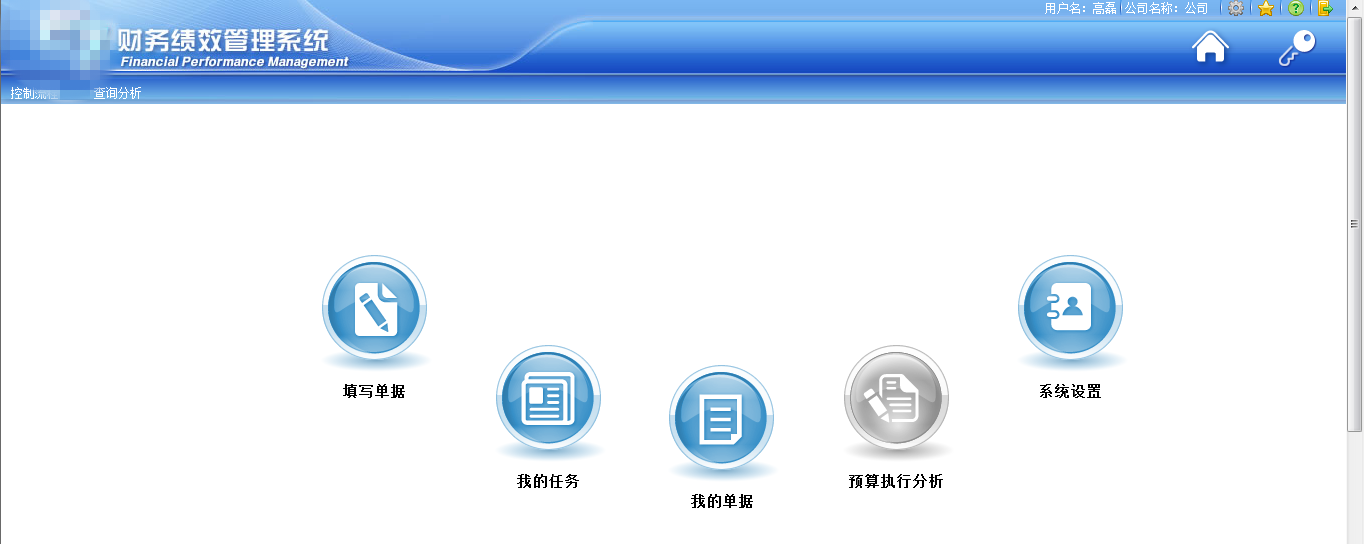 用户名：高磊 公司名称：公司
财务绩效管理系统
Financial Performance Management
控制流程 查询分析
填写单据
系统设置
我的任务
预算执行分析
我的单据